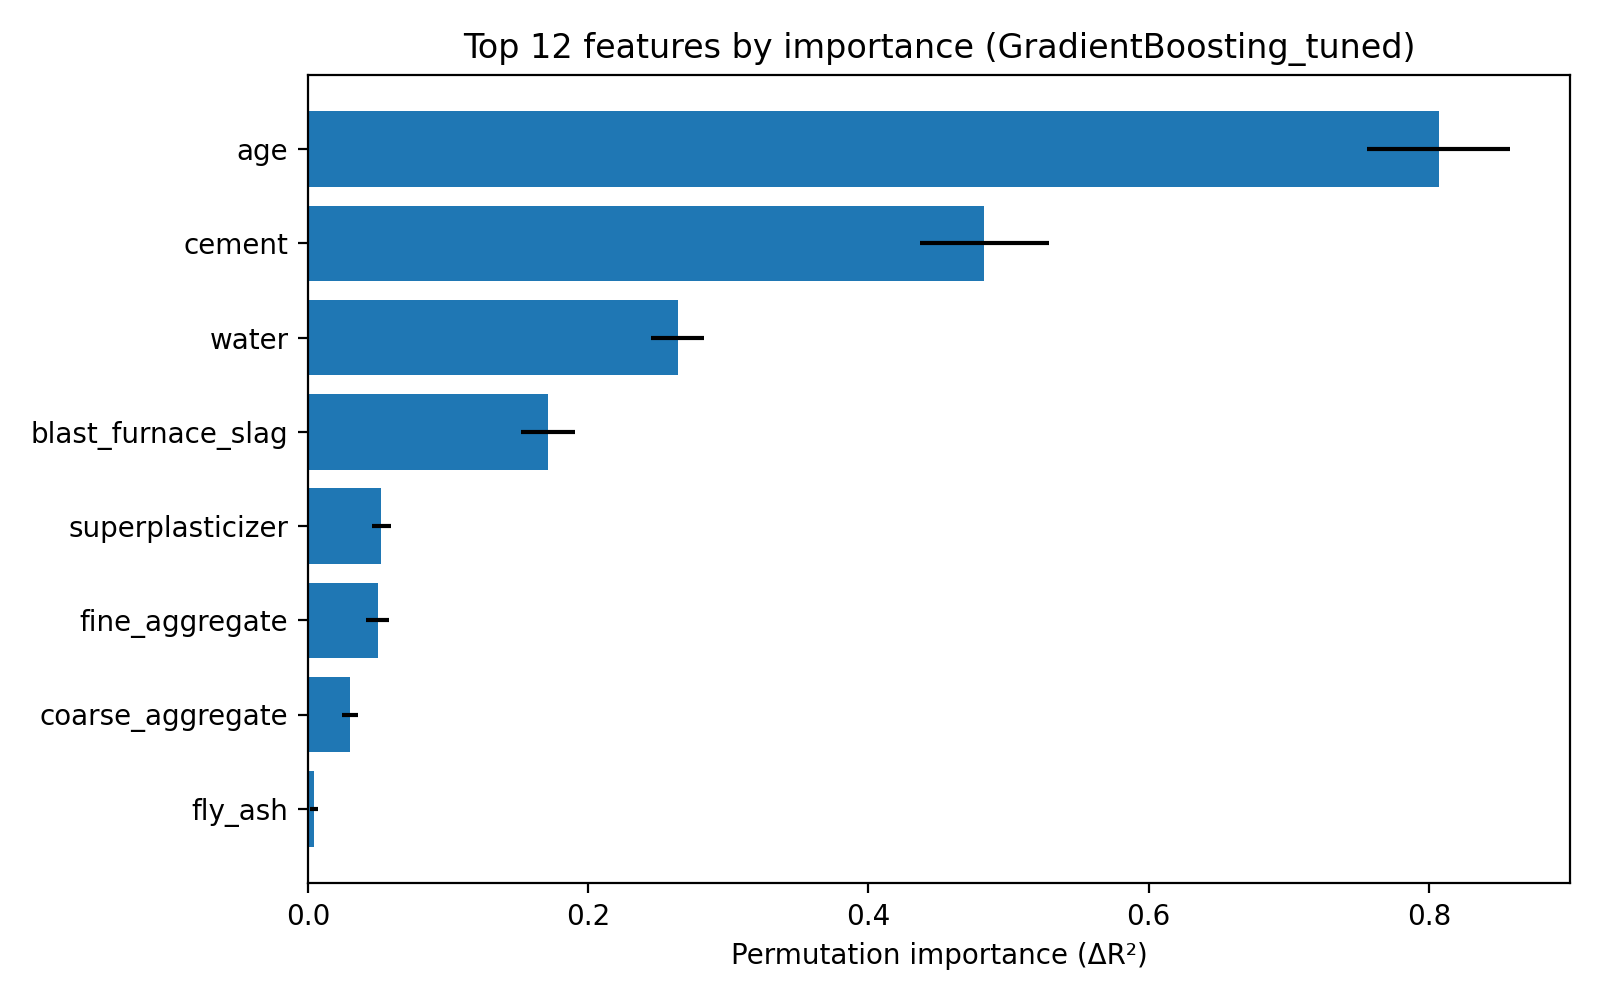 Top 12 features by importance (GradientBoosting_tuned)
age
cement
water
blast_furnace_slag
superplasticizer
fine_aggregate
coarse_aggregate
fly_ash
0.0 0.2 0.4 0.6 0.8
Permutation importance (ΔR²)